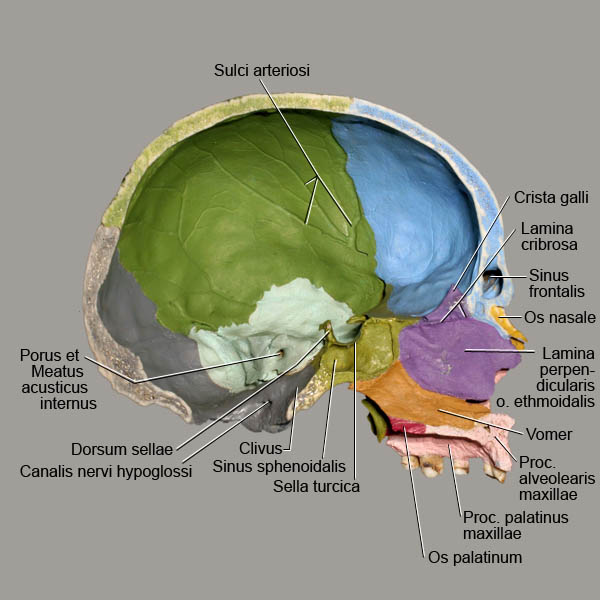 Sulci arteriosi
Crista galli
Lamina
cribrosa
Sinus
frontalis
Os nasale
Lamina
perpen-
dicularis
o. ethmoidalis
Vomer
Proc.
alveolearis
maxillae
Proc. palatinus
maxillae
Os palatinum
Porus et
Meatus
acusticus
internus
Dorsum sellae
Canalis nervi hypoglossi
Clivus
Sinus sphenoidalis
Sella turcica